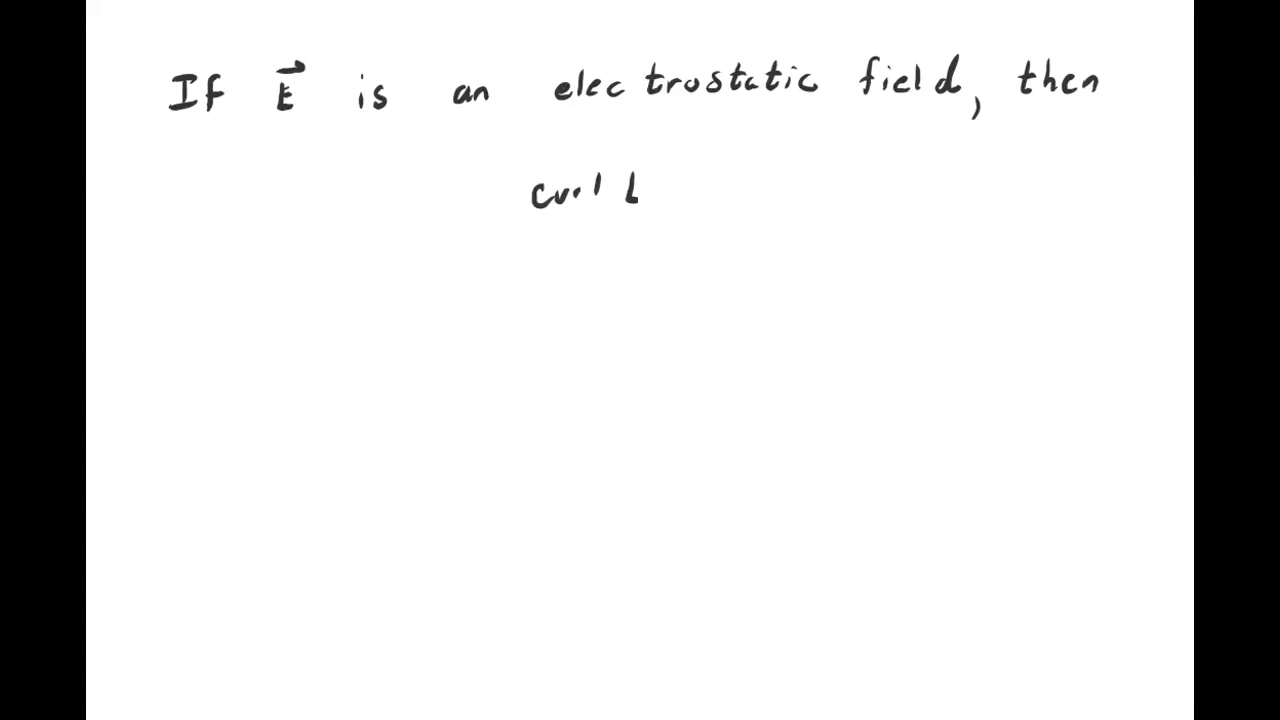 If E⃗ is an electrostatic field, then
curl L